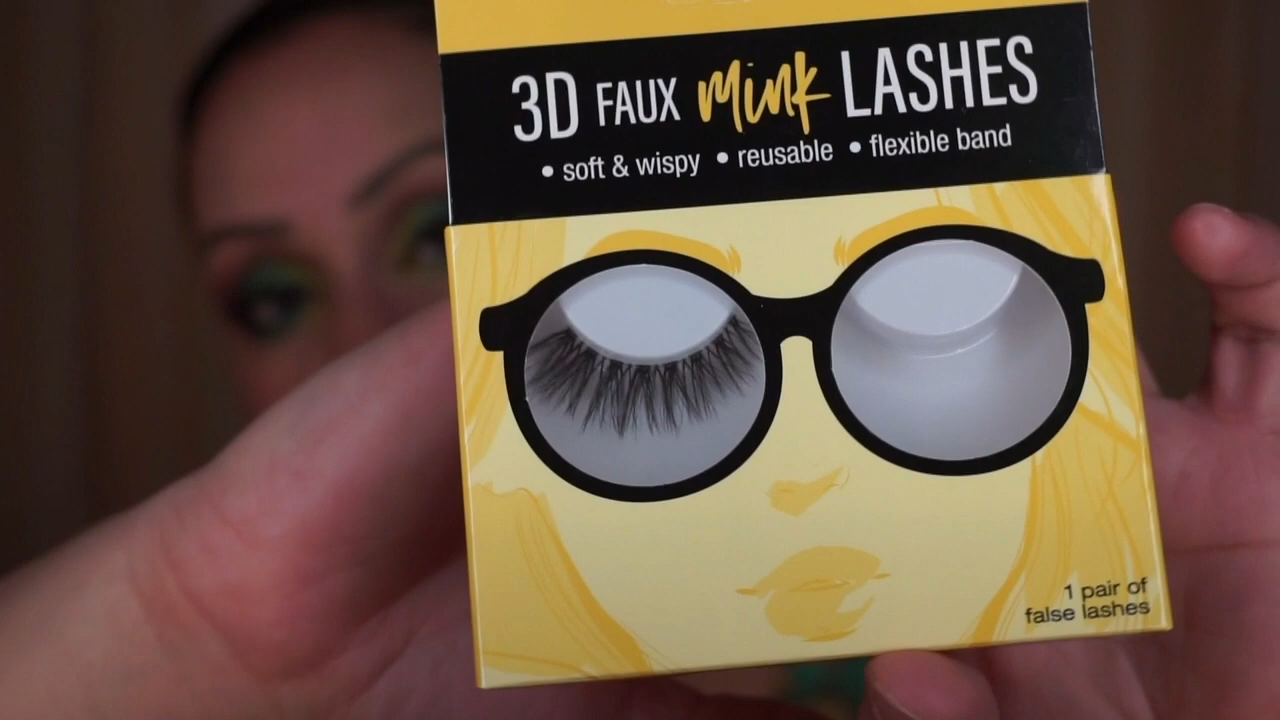 3D FAUX mink LASHES
• soft & wispy • reusable • flexible band
1 pair of
false lashes